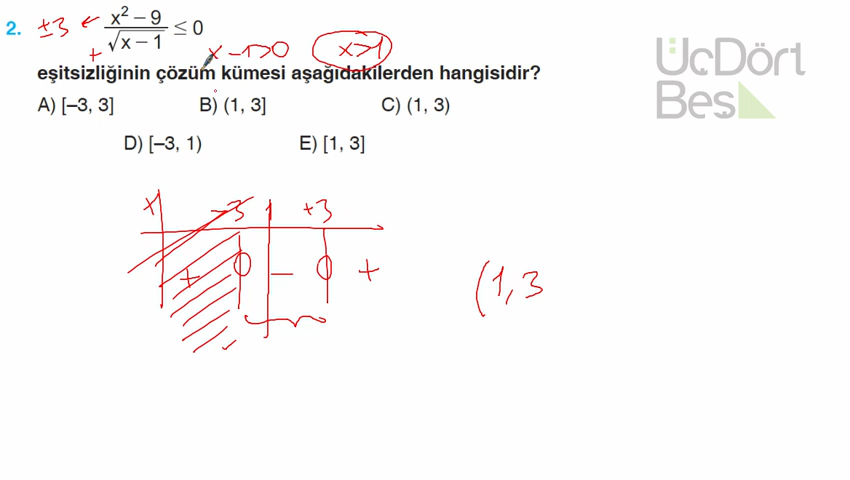 2. ±3 ← x² − 9 / √(x − 1) ≤ 0
+ x − 1 > 0 x > 1
eşitsizliğinin çözüm kümesi aşağıdakilerden hangisidir?
A) [–3, 3] B) (1, 3] C) (1, 3)
D) [–3, 1) E) [1, 3]
ÜçDört
Beş
x −3 1 +3
+ 0 − 0 +
(1, 3